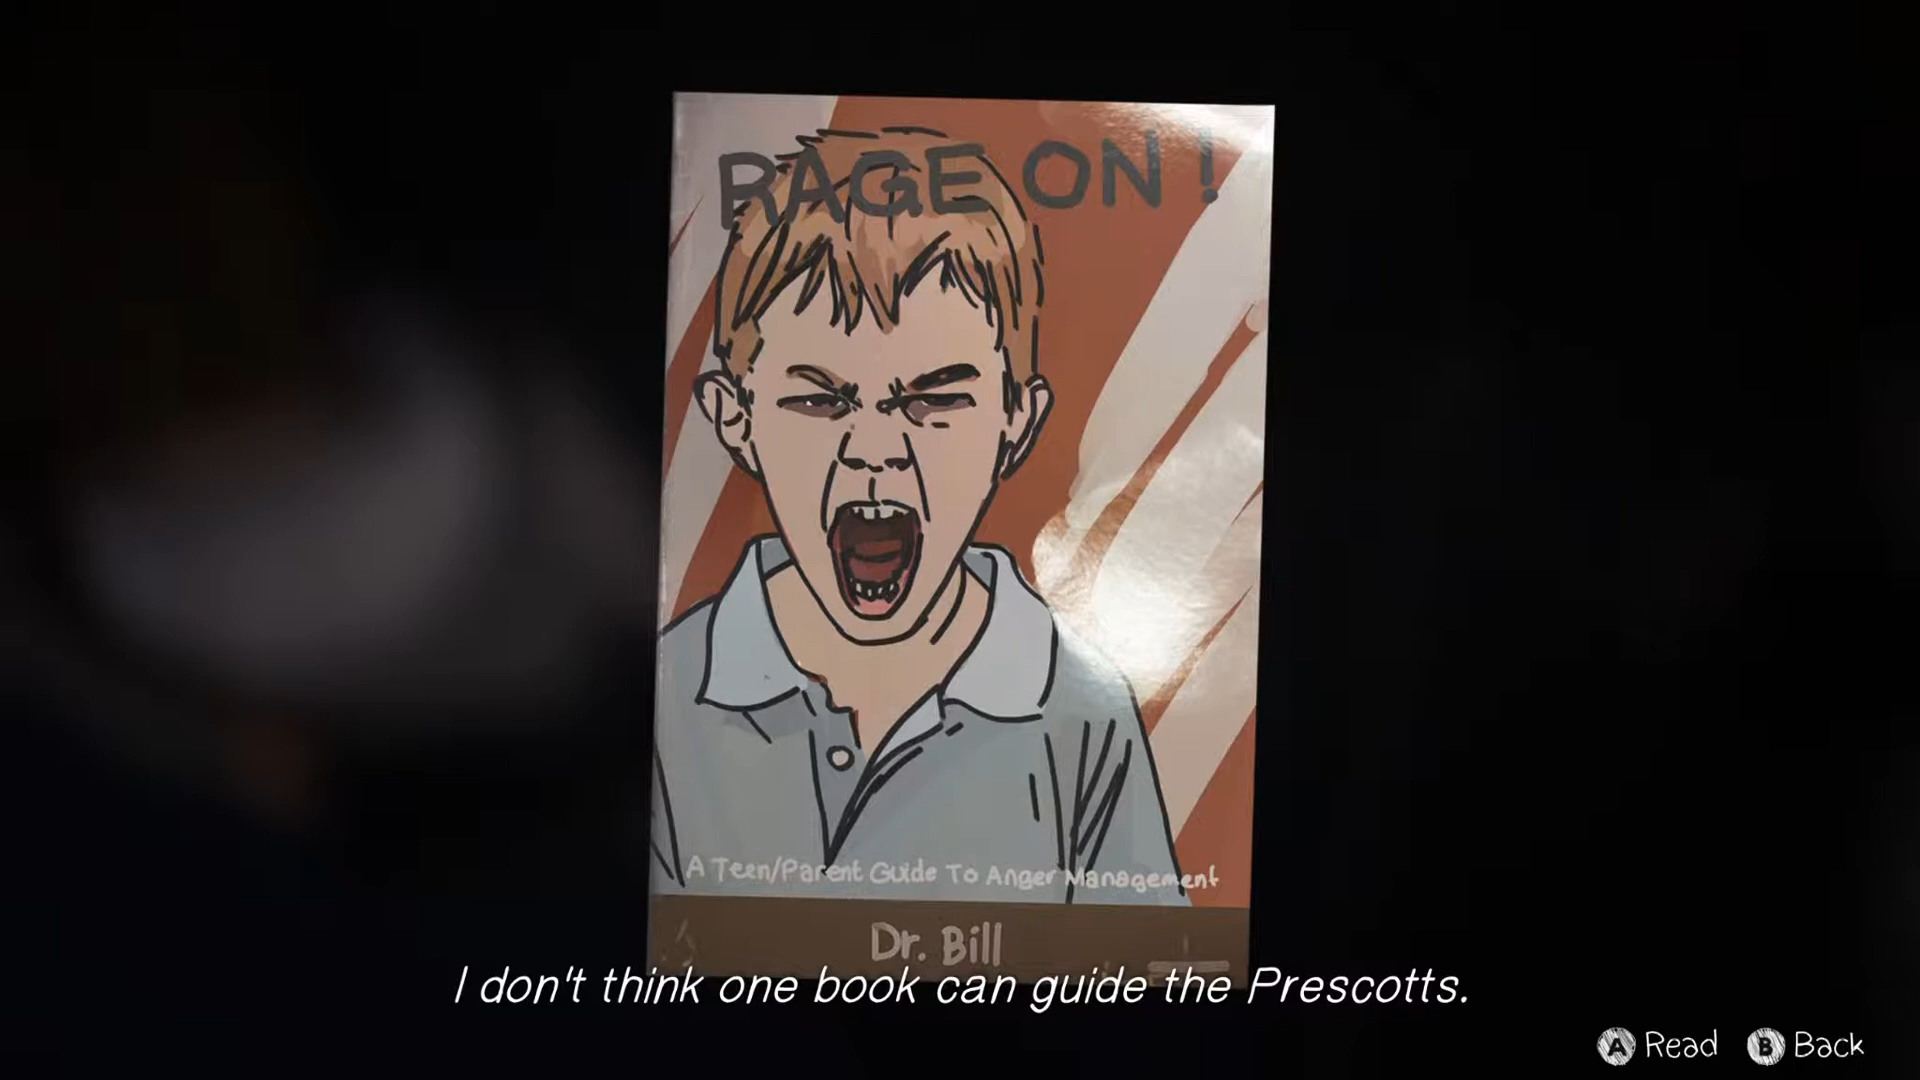 RAGE ON!
A Teen/Parent Guide To Anger Management
Dr. Bill
I don't think one book can guide the Prescotts.
A Read B Back